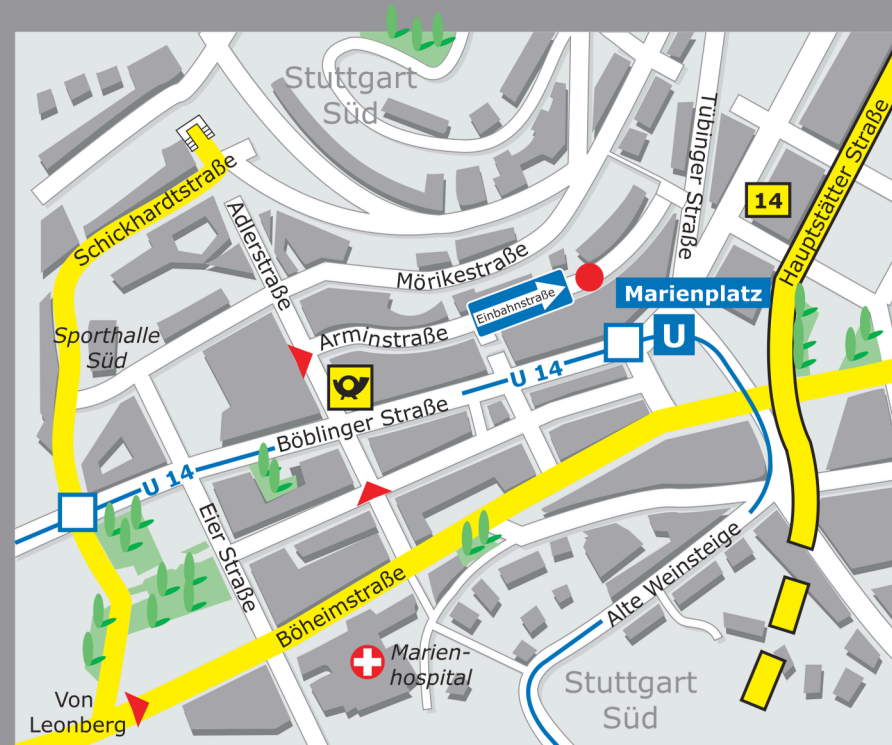 Stuttgart
Süd
Tübinger Straße
Hauptstätter Straße
14
Schickhardtstraße
Adlerstraße
Mörikestraße
Einbahnstraße
Marienplatz
U
Sporthalle
Süd
Arminstraße
U 14
Böblinger Straße
U 14
Eier Straße
Böheimstraße
Alte Weinsteige
Marien-
hospital
Stuttgart
Süd
Von
Leonberg